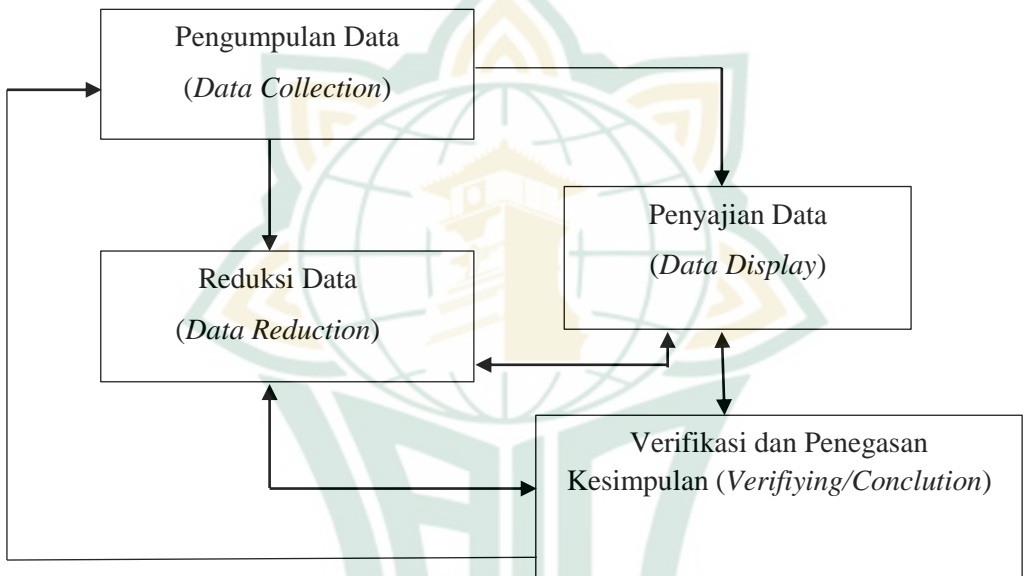 Pengumpulan Data
(Data Collection)
Penyajian Data
(Data Display)
Reduksi Data
(Data Reduction)
Verifikasi dan Penegasan
Kesimpulan (Verifiying/Conclution)